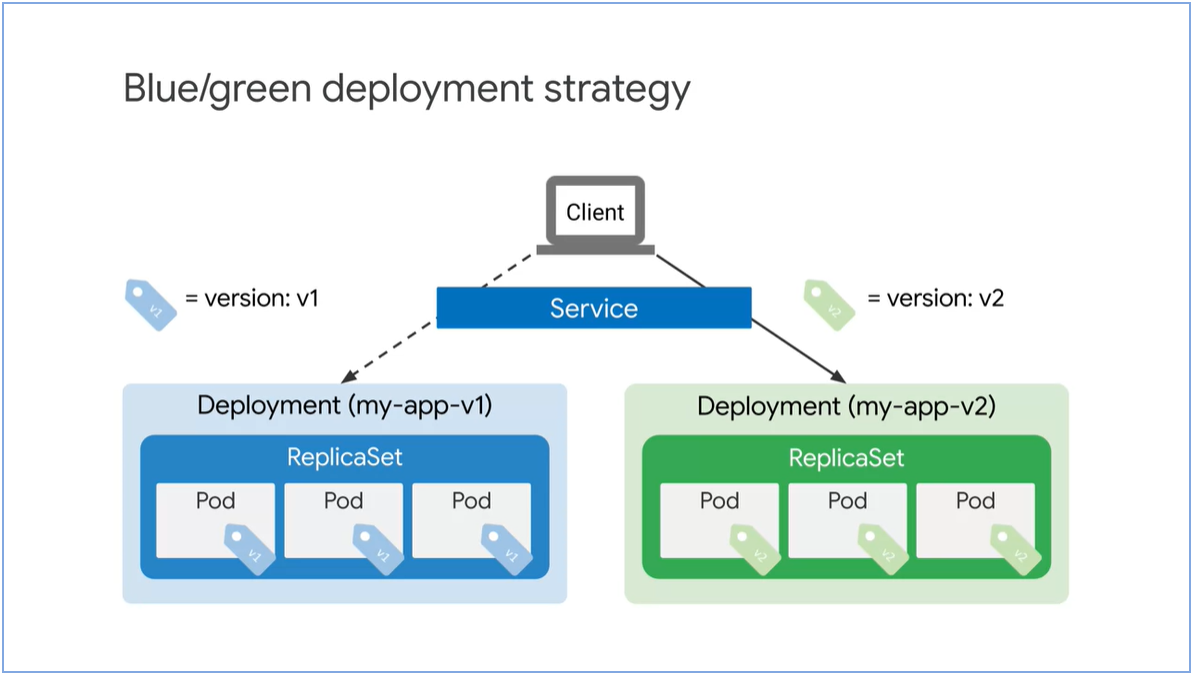 Blue/green deployment strategy
Client
= version: v1
v1
Service
= version: v2
v2
Deployment (my-app-v1)
ReplicaSet
Pod
Pod
Pod
v1
v1
v1
Deployment (my-app-v2)
ReplicaSet
Pod
Pod
Pod
v2
v2
v2